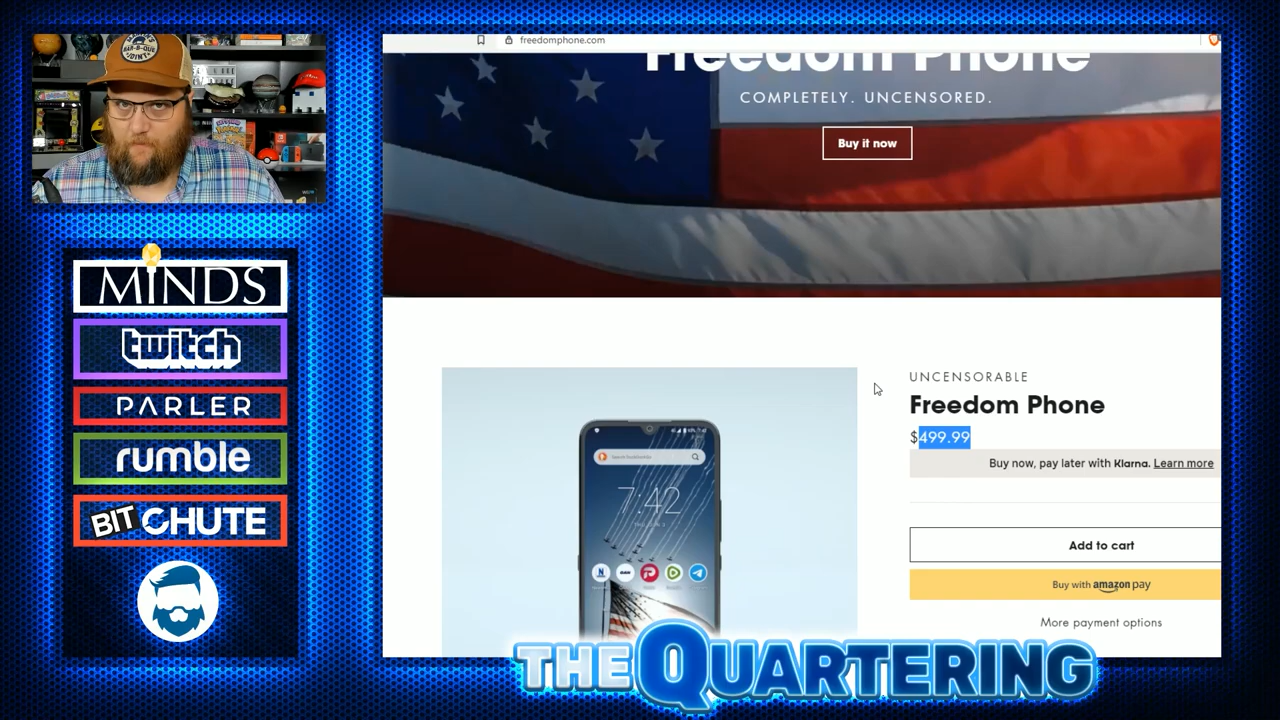 freedomphone.com
Freedom Phone
COMPLETELY. UNCENSORED.
Buy it now
MINDS
twitch
PARLER
rumble
BITCHUTE
UNCENSORABLE
Freedom Phone
$499.99
Buy now, pay later with Klarna. Learn more
Add to cart
Buy with amazon pay
More payment options
7:42
THE QUARTERING